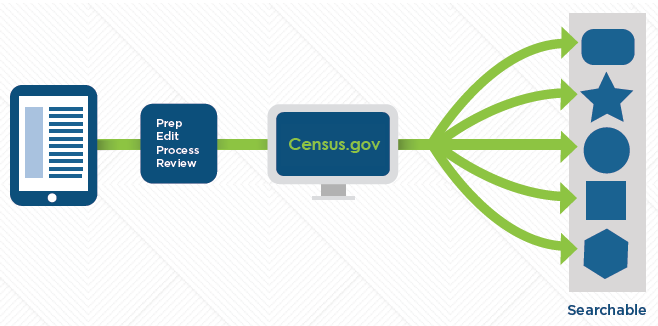 Prep
Edit
Process
Review
Census.gov
Searchable